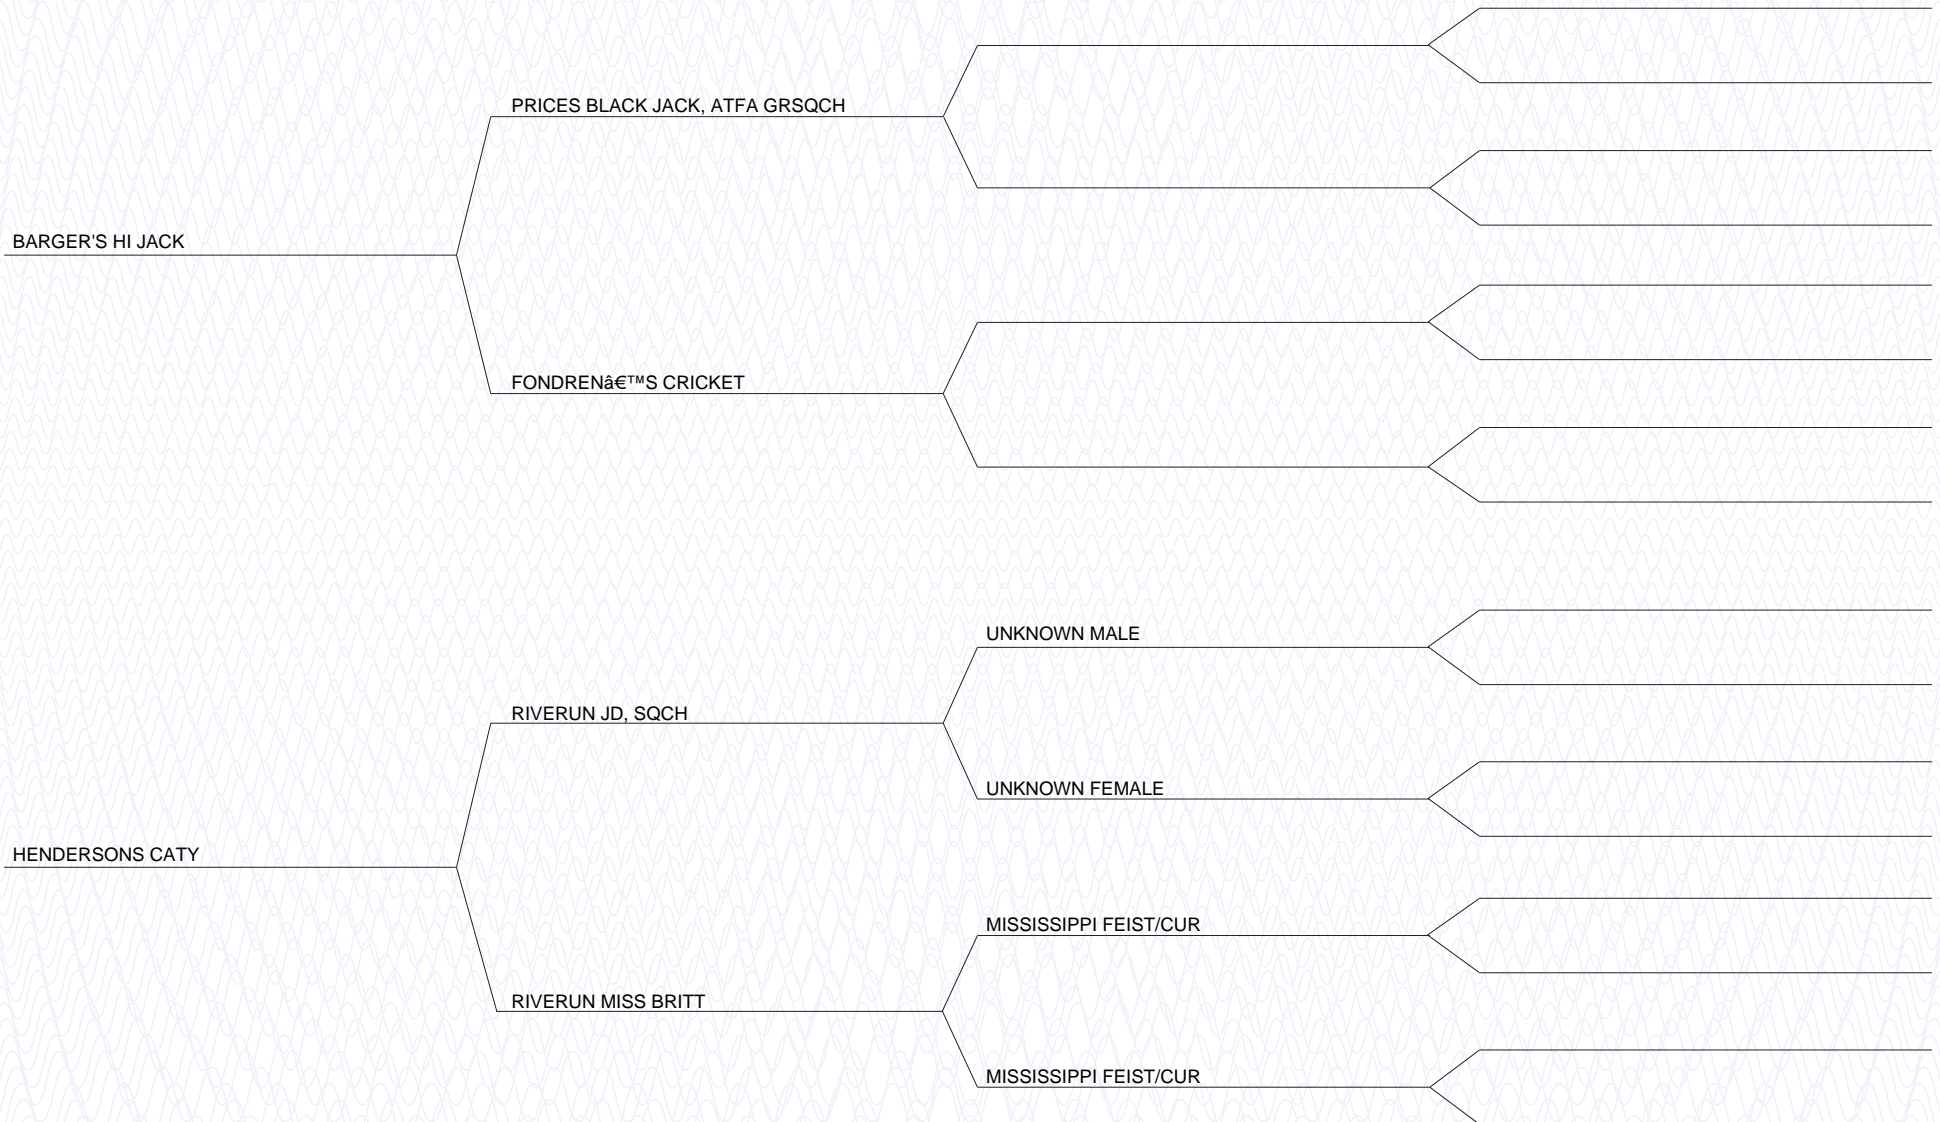 PRICES BLACK JACK, ATFA GRSQCH
BARGER'S HI JACK
FONDRENâ€™S CRICKET
UNKNOWN MALE
RIVERUN JD, SQCH
UNKNOWN FEMALE
HENDERSONS CATY
MISSISSIPPI FEIST/CUR
RIVERUN MISS BRITT
MISSISSIPPI FEIST/CUR